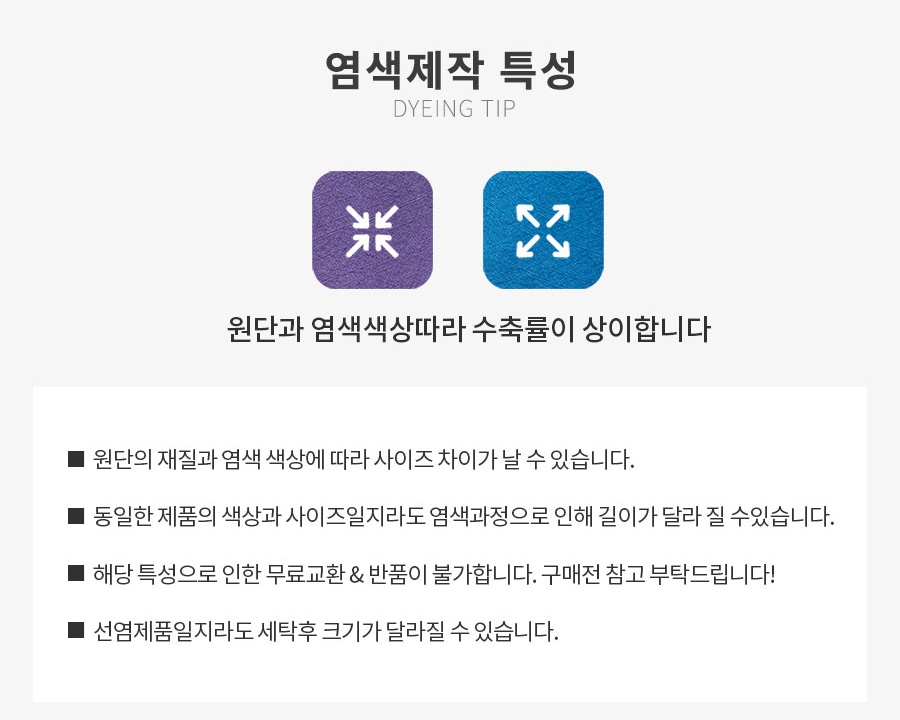 염색제작 특성
DYEING TIP
원단과 염색색상따라 수축률이 상이합니다
■ 원단의 재질과 염색 색상에 따라 사이즈 차이가 날 수 있습니다.
■ 동일한 제품의 색상과 사이즈일지라도 염색과정으로 인해 길이가 달라 질 수있습니다.
■ 해당 특성으로 인한 무료교환 & 반품이 불가합니다. 구매전 참고 부탁드립니다!
■ 선염제품일지라도 세탁후 크기가 달라질 수 있습니다.